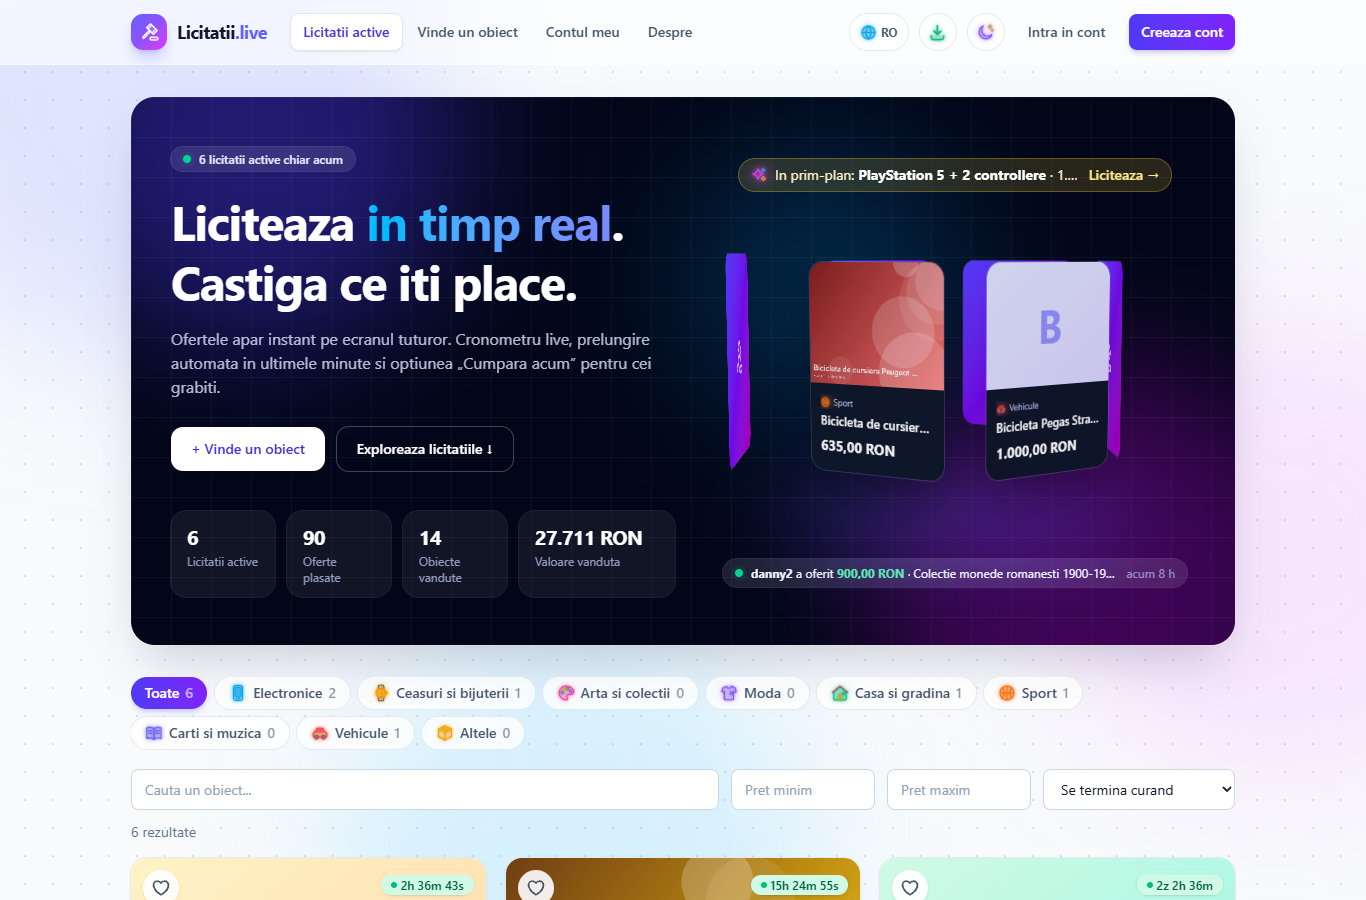 Licitatii.live
Licitatii active
Vinde un obiect
Contul meu
Despre
RO
Intra in cont
Creeaza cont
6 licitatii active chiar acum
Liciteaza in timp real.
Castiga ce iti place.
Ofertele apar instant pe ecranul tuturor. Cronometru live, prelungire
automata in ultimele minute si optiunea „Cumpara acum” pentru cei
grabiti.
+ Vinde un obiect
Exploreaza licitatiile ↓
6
Licitatii active
90
Oferte
plasate
14
Obiecte
vandute
27.711 RON
Valoare vanduta
In prim-plan: PlayStation 5 + 2 controllere · 1.... Liciteaza →
Bicicleta de cursiera Peugeot ...
Sport
Bicicleta de cursier...
635,00 RON
B
Vehicule
Bicicleta Pegas Stra...
1.000,00 RON
danny2 a oferit 900,00 RON · Colectie monede romanesti 1900-19... acum 8 h
Toate 6
Electronice 2
Ceasuri si bijuterii 1
Arta si colectii 0
Moda 0
Casa si gradina 1
Sport 1
Carti si muzica 0
Vehicule 1
Altele 0
Cauta un obiect...
Pret minim
Pret maxim
Se termina curand
6 rezultate
2h 36m 43s
15h 24m 55s
2z 2h 36m